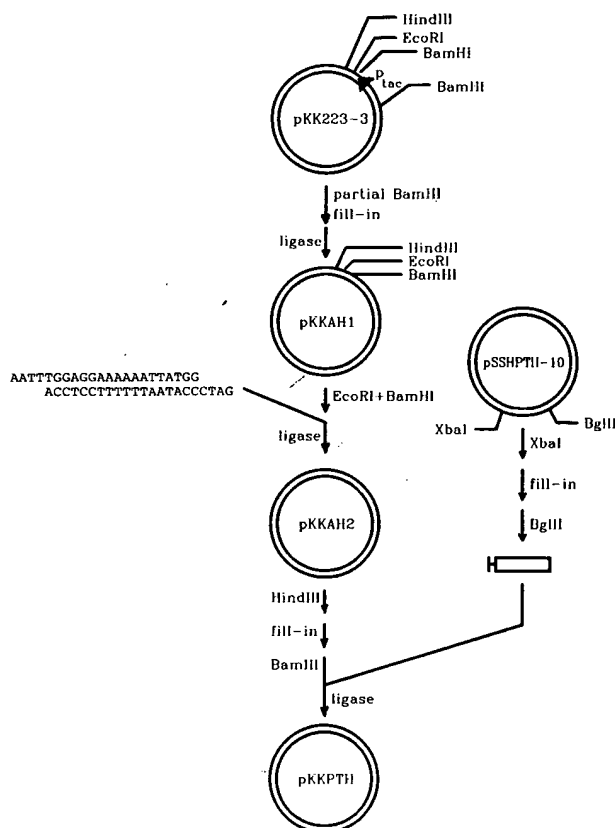 HindIII
EcoRI
BamHI
P
tac
BamHI
pKK223-3
partial BamHI
fill-in
ligase
HindIII
EcoRI
BamHI
pKKAH1
pSSHPTH-10
AATTTGGAGGAAAAAATTATGG
ACCTCCTTTTTTAATACCCTAG
EcoRI+BamHI
ligase
XbaI
BglII
XbaI
fill-in
BglII
pKKAH2
HindIII
fill-in
BamHI
ligase
pKKPTH